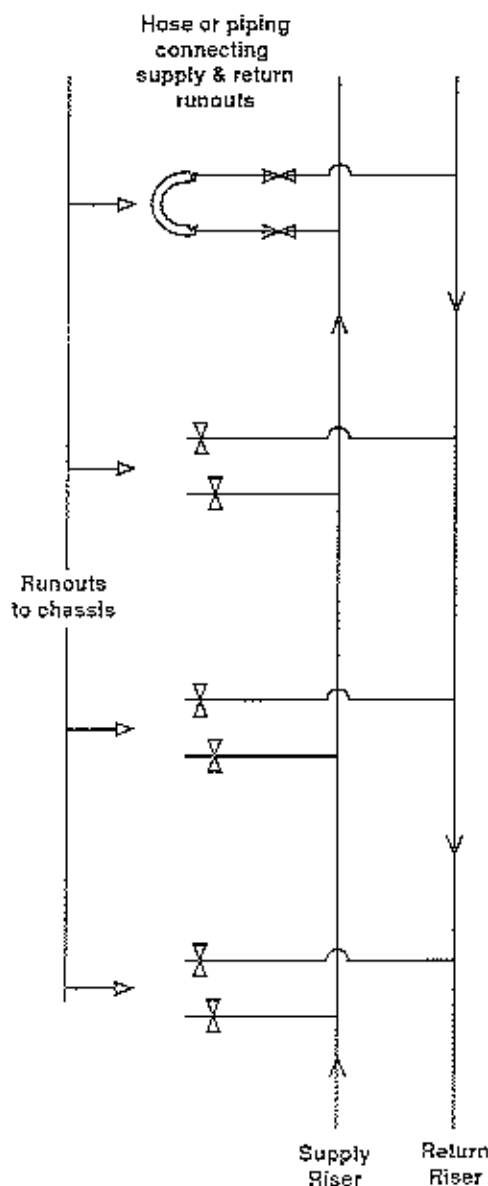 Hose or piping
connecting
supply & return
runouts
Runouts
to chassis
Supply
Riser
Return
Riser